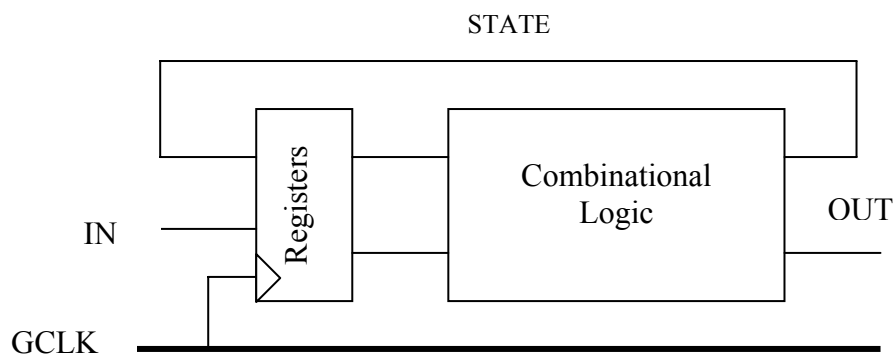 STATE
Registers
Combinational
Logic
OUT
IN
GCLK